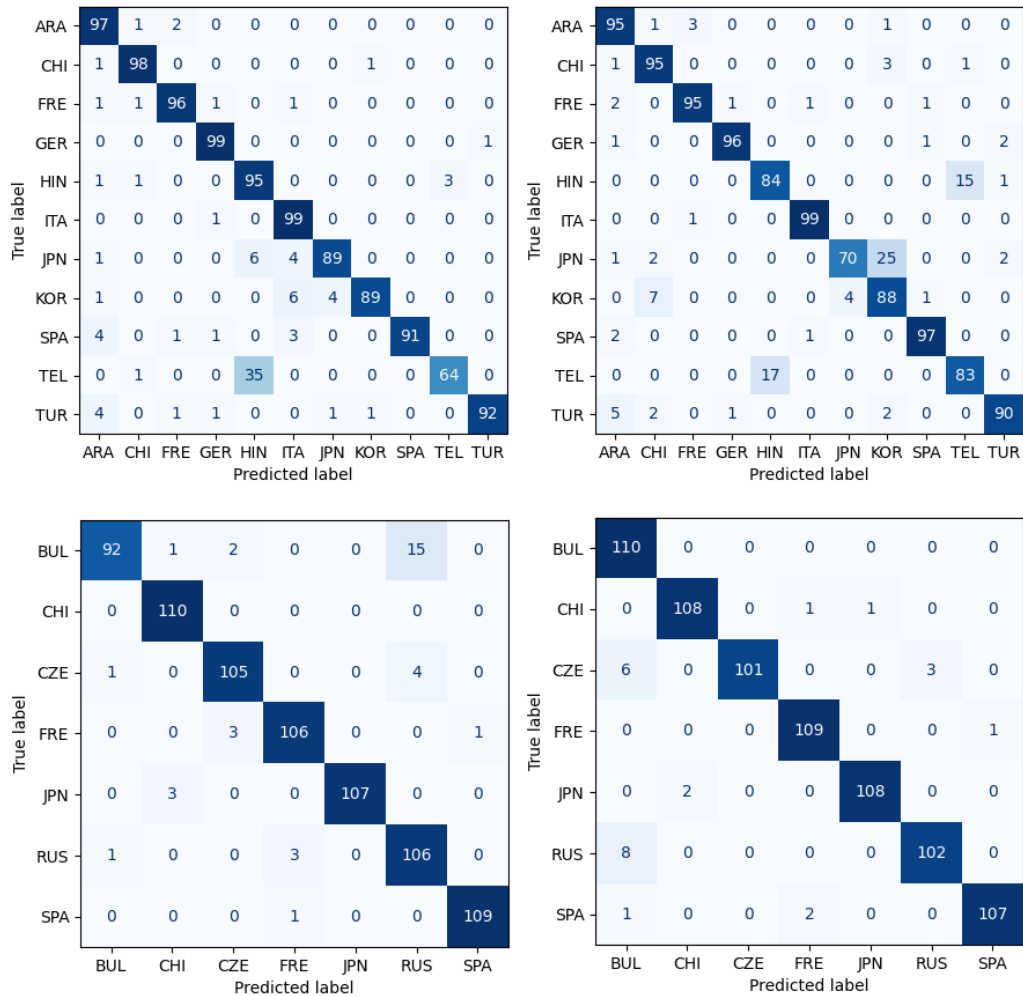 ARA 97 1 2 0 0 0 0 0 0 0 0
CHI 1 98 0 0 0 0 0 1 0 0 0
FRE 1 1 96 1 0 1 0 0 0 0 0
GER 0 0 0 99 0 0 0 0 0 0 1
HIN 1 1 0 0 95 0 0 0 0 3 0
ITA 0 0 0 1 0 99 0 0 0 0 0
JPN 1 0 0 0 6 4 89 0 0 0 0
KOR 1 0 0 0 0 6 4 89 0 0 0
SPA 4 0 1 1 0 3 0 0 91 0 0
TEL 0 1 0 0 35 0 0 0 0 64 0
TUR 4 0 1 1 0 0 1 1 0 0 92
ARA CHI FRE GER HIN ITA JPN KOR SPA TEL TUR
Predicted label
True label
ARA 95 1 3 0 0 0 0 1 0 0 0
CHI 1 95 0 0 0 0 0 3 0 1 0
FRE 2 0 95 1 0 1 0 0 1 0 0
GER 1 0 0 96 0 0 0 0 1 0 2
HIN 0 0 0 0 84 0 0 0 0 15 1
ITA 0 0 1 0 0 99 0 0 0 0 0
JPN 1 2 0 0 0 0 70 25 0 0 2
KOR 0 7 0 0 0 0 4 88 1 0 0
SPA 2 0 0 0 0 1 0 0 97 0 0
TEL 0 0 0 0 17 0 0 0 0 83 0
TUR 5 2 0 1 0 0 0 2 0 0 90
ARA CHI FRE GER HIN ITA JPN KOR SPA TEL TUR
Predicted label
True label
BUL 92 1 2 0 0 15 0
CHI 0 110 0 0 0 0 0
CZE 1 0 105 0 0 4 0
FRE 0 0 3 106 0 0 1
JPN 0 3 0 0 107 0 0
RUS 1 0 0 3 0 106 0
SPA 0 0 0 1 0 0 109
BUL CHI CZE FRE JPN RUS SPA
Predicted label
True label
BUL 110 0 0 0 0 0 0
CHI 0 108 0 1 1 0 0
CZE 6 0 101 0 0 3 0
FRE 0 0 0 109 0 0 1
JPN 0 2 0 0 108 0 0
RUS 8 0 0 0 0 102 0
SPA 1 0 0 2 0 0 107
BUL CHI CZE FRE JPN RUS SPA
Predicted label
True label